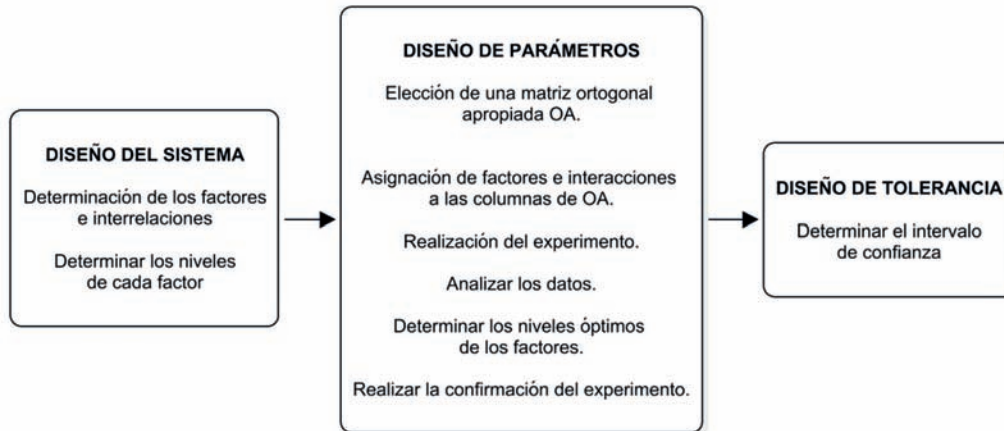 DISEÑO DEL SISTEMA
Determinación de los factores
e interrelaciones
Determinar los niveles
de cada factor
DISEÑO DE PARÁMETROS
Elección de una matriz ortogonal
apropiada OA.
Asignación de factores e interacciones
a las columnas de OA.
Realización del experimento.
Analizar los datos.
Determinar los niveles óptimos
de los factores.
Realizar la confirmación del experimento.
DISEÑO DE TOLERANCIA
Determinar el intervalo
de confianza